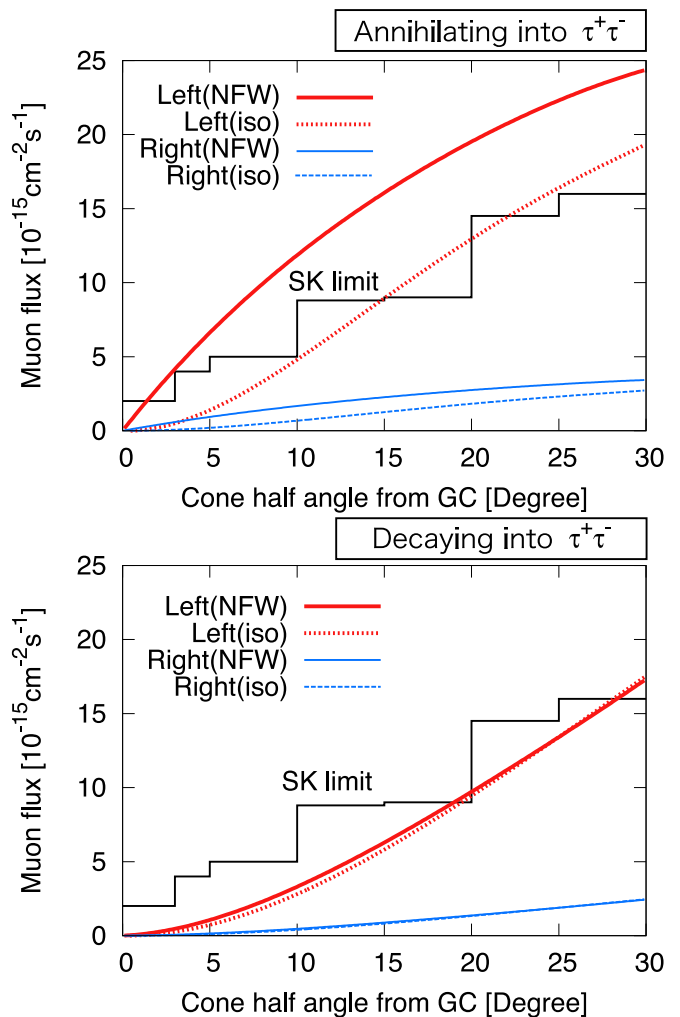 Annihilating into τ⁺τ⁻
25
20
15
10
5
0
Muon flux [10⁻¹⁵cm⁻²s⁻¹]
Left(NFW)
Left(iso)
Right(NFW)
Right(iso)
SK limit
0 5 10 15 20 25 30
Cone half angle from GC [Degree]
Decaying into τ⁺τ⁻
25
20
15
10
5
0
Muon flux [10⁻¹⁵cm⁻²s⁻¹]
Left(NFW)
Left(iso)
Right(NFW)
Right(iso)
SK limit
0 5 10 15 20 25 30
Cone half angle from GC [Degree]